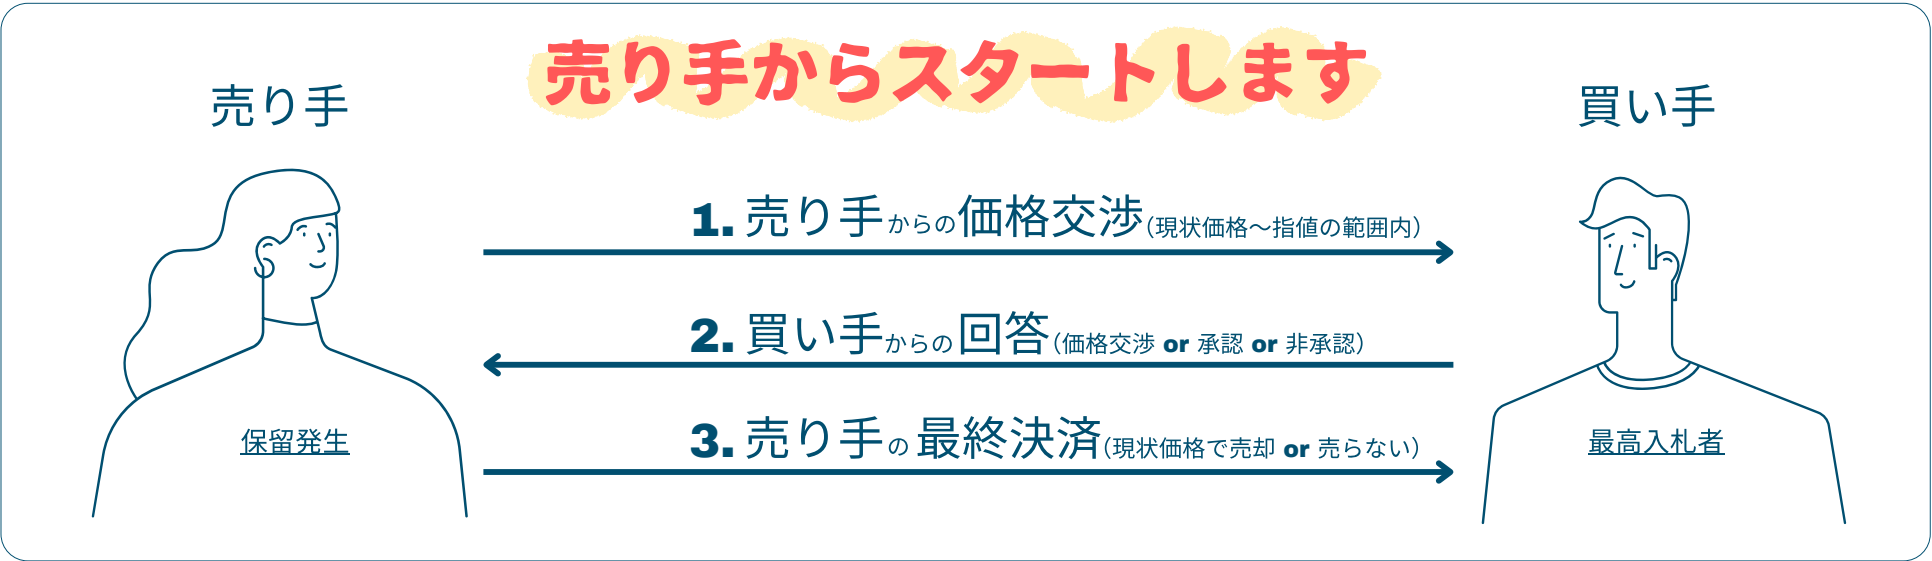 売り手からスタートします
売り手
買い手
1. 売り手からの価格交渉（現状価格～指値の範囲内）
2. 買い手からの回答（価格交渉 or 承認 or 非承認）
3. 売り手の最終決済（現状価格で売却 or 売らない）
保留発生
最高入札者